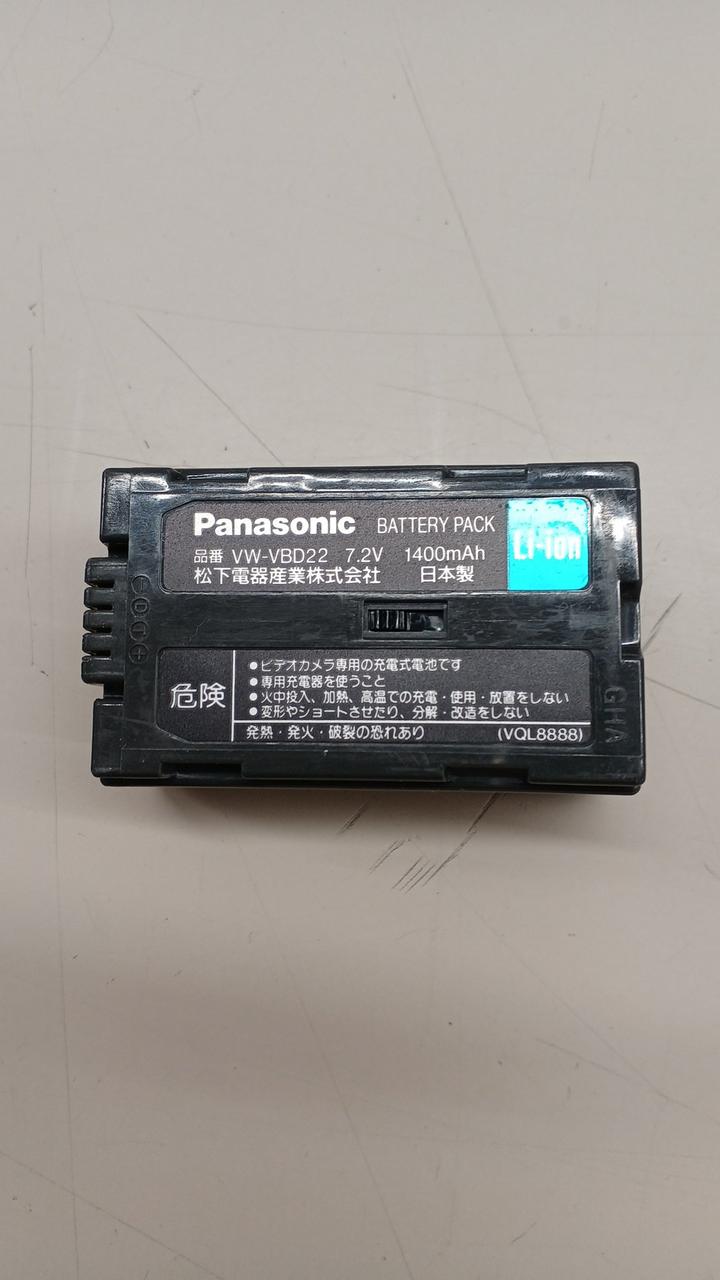 Panasonic BATTERY PACK
品番 VW-VBD22 7.2V 1400mAh
松下電器産業株式会社 日本製
Li-ion
危険
●ビデオカメラ専用の充電式電池です
●専用充電器を使うこと
●火中投入、加熱、高温での充電・使用・放置をしない
●変形やショートさせたり、分解・改造をしない
発熱・発火・破裂の恐れあり (VQL8888)
GHA